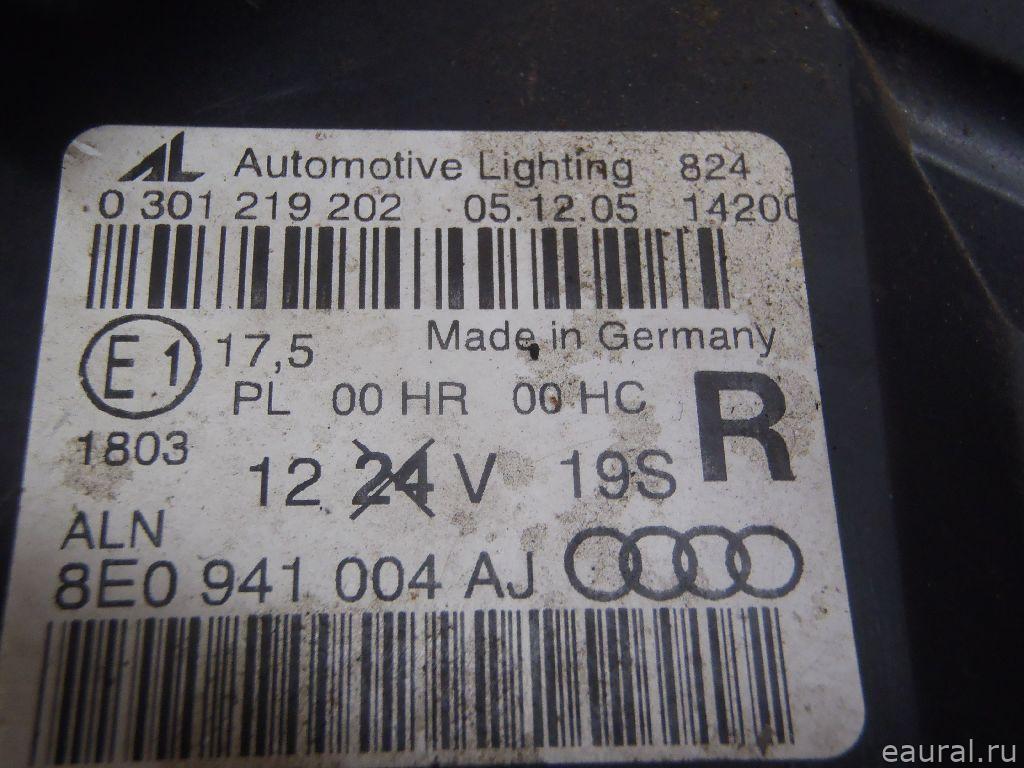 AL Automotive Lighting 824
0 301 219 202 05.12.05 14200
E1 17,5 Made in Germany
PL 00 HR 00 HC R
1803
12 24 V 19S
ALN
8E0 941 004 AJ
eaural.ru